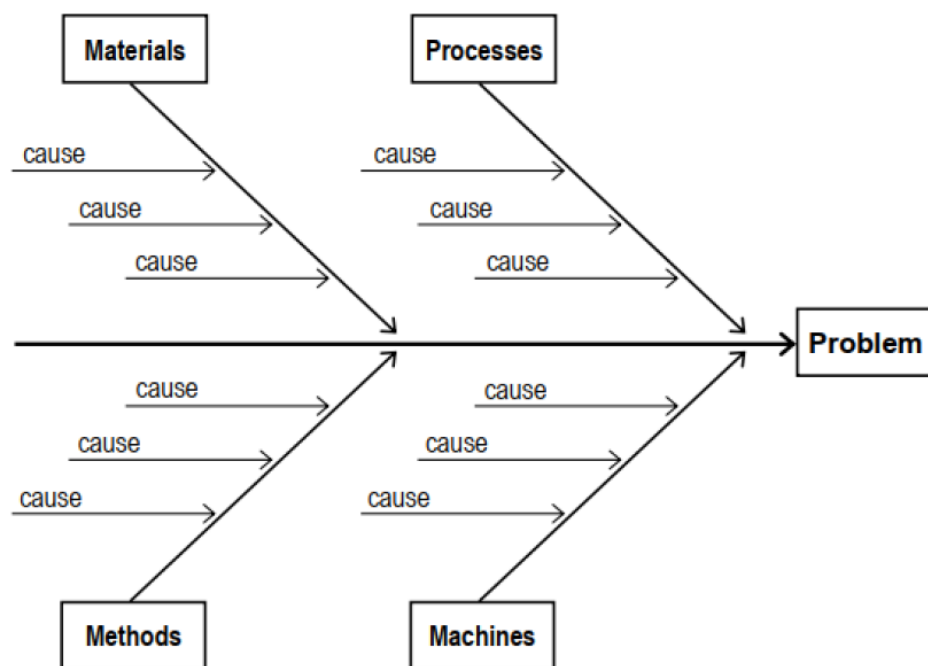 Materials
Processes
cause
cause
cause
cause
cause
cause
Problem
cause
cause
cause
cause
cause
cause
Methods
Machines